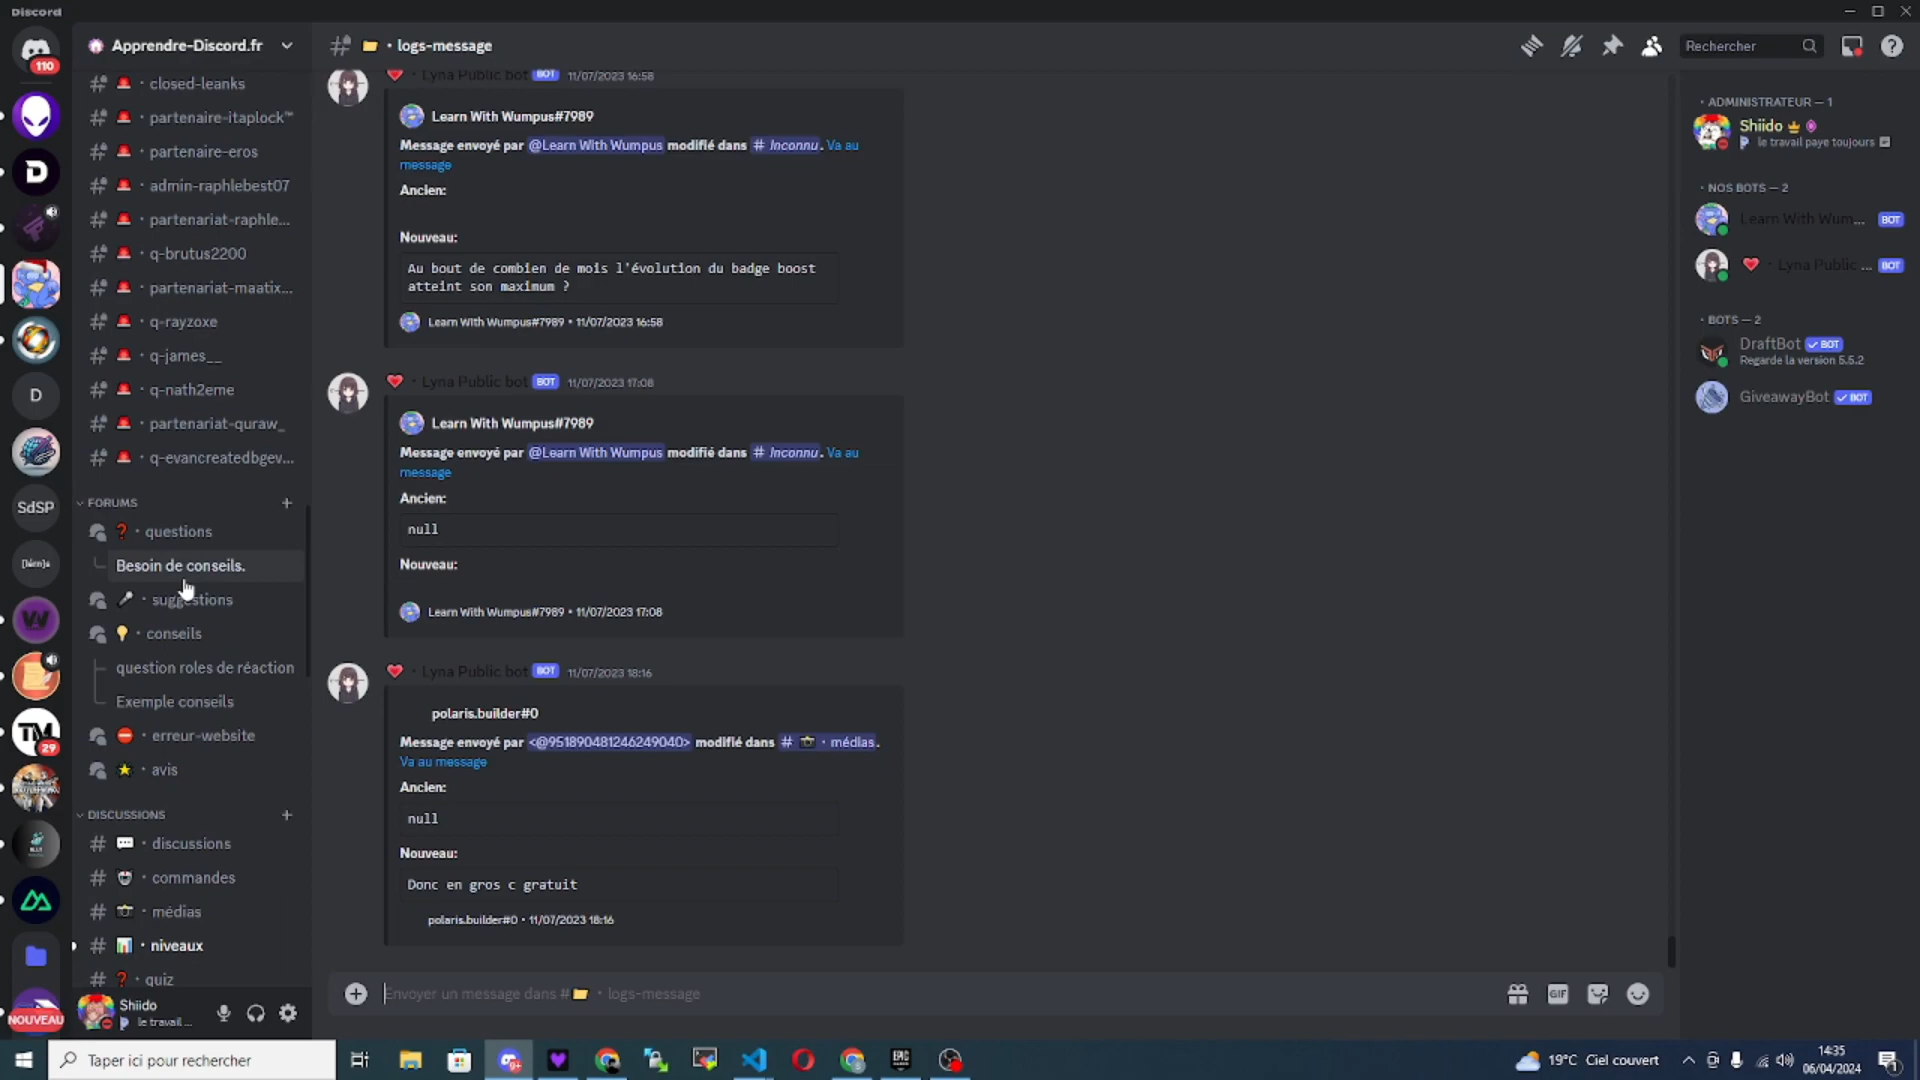 Discord
110
D
D
SdSP
[bérn]s
W
TM
29
NOUVEAU
Apprendre-Discord.fr
closed-leanks
partenaire-itaplock™
partenaire-eros
admin-raphlebest07
partenariat-raphle...
q-brutus2200
partenariat-maatix...
q-rayzoxe
q-james__
q-nath2eme
partenariat-quraw_
q-evancreatedbgev...
FORUMS
questions
Besoin de conseils.
suggestions
conseils
question roles de réaction
Exemple conseils
erreur-website
avis
DISCUSSIONS
discussions
commandes
médias
niveaux
quiz
Shiido
le travail ...
logs-message
Rechercher
Lyna Public bot BOT 11/07/2023 16:58
Learn With Wumpus#7989
Message envoyé par @Learn With Wumpus modifié dans # Inconnu. Va au
message
Ancien:
Nouveau:
Au bout de combien de mois l'évolution du badge boost
atteint son maximum ?
Learn With Wumpus#7989 • 11/07/2023 16:58
Lyna Public bot BOT 11/07/2023 17:08
Learn With Wumpus#7989
Message envoyé par @Learn With Wumpus modifié dans # Inconnu. Va au
message
Ancien:
null
Nouveau:
Learn With Wumpus#7989 • 11/07/2023 17:08
Lyna Public bot BOT 11/07/2023 18:16
polaris.builder#0
Message envoyé par <@951890481246249040> modifié dans # médias.
Va au message
Ancien:
null
Nouveau:
Donc en gros c gratuit
polaris.builder#0 • 11/07/2023 18:16
Envoyer un message dans # logs-message
GIF
ADMINISTRATEUR — 1
Shiido
le travail paye toujours
NOS BOTS — 2
Learn With Wum... BOT
Lyna Public ... BOT
BOTS — 2
DraftBot BOT
Regarde la version 5.5.2
GiveawayBot BOT
Taper ici pour rechercher
EPIC
19°C Ciel couvert
14:35
06/04/2024
1